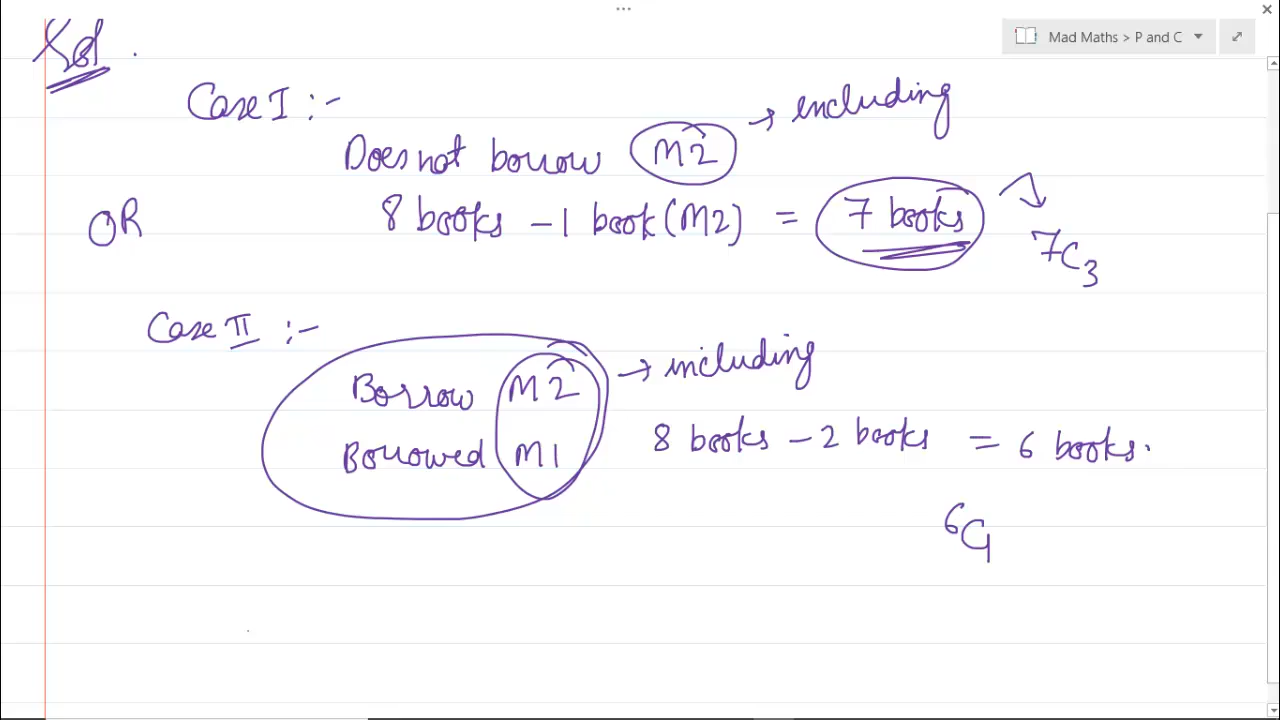 Mad Maths > P and C
Sol.
Case I :-
→ including
Does not borrow M2
OR
8 books - 1 book (M2) = 7 books
7C3
Case II :-
Borrow M2 → including
Borrowed M1
8 books - 2 books = 6 books.
6C1